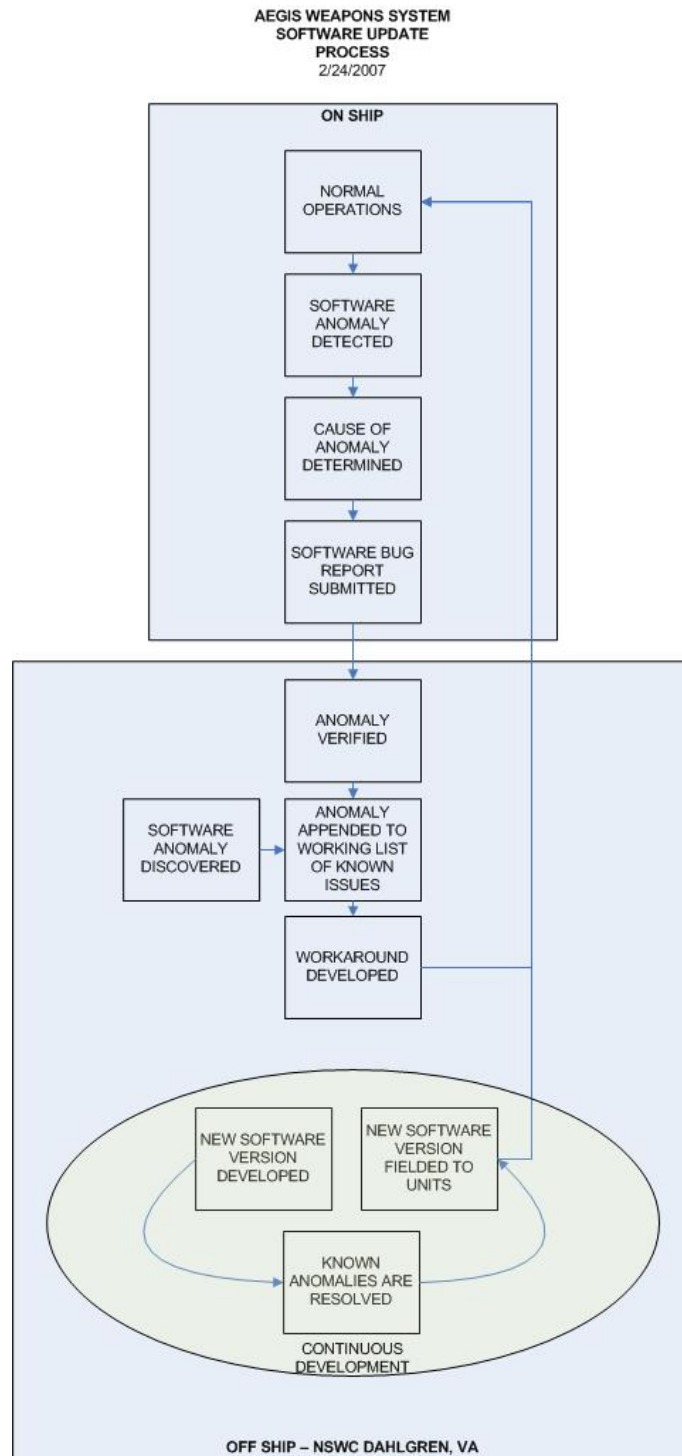 AEGIS WEAPONS SYSTEM
SOFTWARE UPDATE
PROCESS
2/24/2007
ON SHIP
NORMAL
OPERATIONS
SOFTWARE
ANOMALY
DETECTED
CAUSE OF
ANOMALY
DETERMINED
SOFTWARE BUG
REPORT
SUBMITTED
ANOMALY
VERIFIED
SOFTWARE
ANOMALY
DISCOVERED
ANOMALY
APPENDED TO
WORKING LIST
OF KNOWN
ISSUES
WORKAROUND
DEVELOPED
NEW SOFTWARE
VERSION
DEVELOPED
NEW SOFTWARE
VERSION
FIELDED TO
UNITS
KNOWN
ANOMALIES ARE
RESOLVED
CONTINUOUS
DEVELOPMENT
OFF SHIP – NSWC DAHLGREN, VA